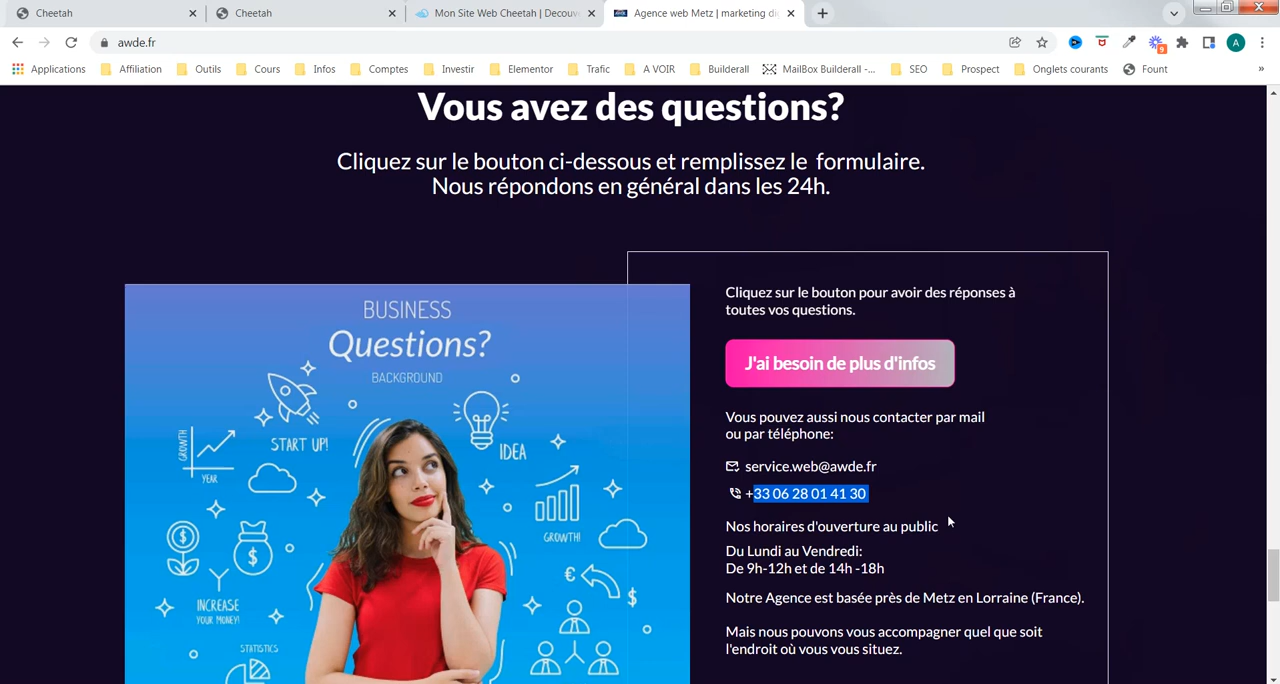 Cheetah
Cheetah
Mon Site Web Cheetah | Decouv
Agence web Metz | marketing di
awde.fr
9
A
Applications
Affiliation
Outils
Cours
Infos
Comptes
Investir
Elementor
Trafic
A VOIR
Builderall
MailBox Builderall -...
SEO
Prospect
Onglets courants
Fount
»
Vous avez des questions?
Cliquez sur le bouton ci-dessous et remplissez le formulaire.
Nous répondons en général dans les 24h.
BUSINESS
Questions?
BACKGROUND
START UP!
GROWTH
YEAR
IDEA
GROWTH!
INCREASE
YOUR MONEY!
STATISTICS
Cliquez sur le bouton pour avoir des réponses à
toutes vos questions.
J'ai besoin de plus d'infos
Vous pouvez aussi nous contacter par mail
ou par téléphone:
service.web@awde.fr
+33 06 28 01 41 30
Nos horaires d'ouverture au public
Du Lundi au Vendredi:
De 9h-12h et de 14h -18h
Notre Agence est basée près de Metz en Lorraine (France).
Mais nous pouvons vous accompagner quel que soit
l'endroit où vous vous situez.